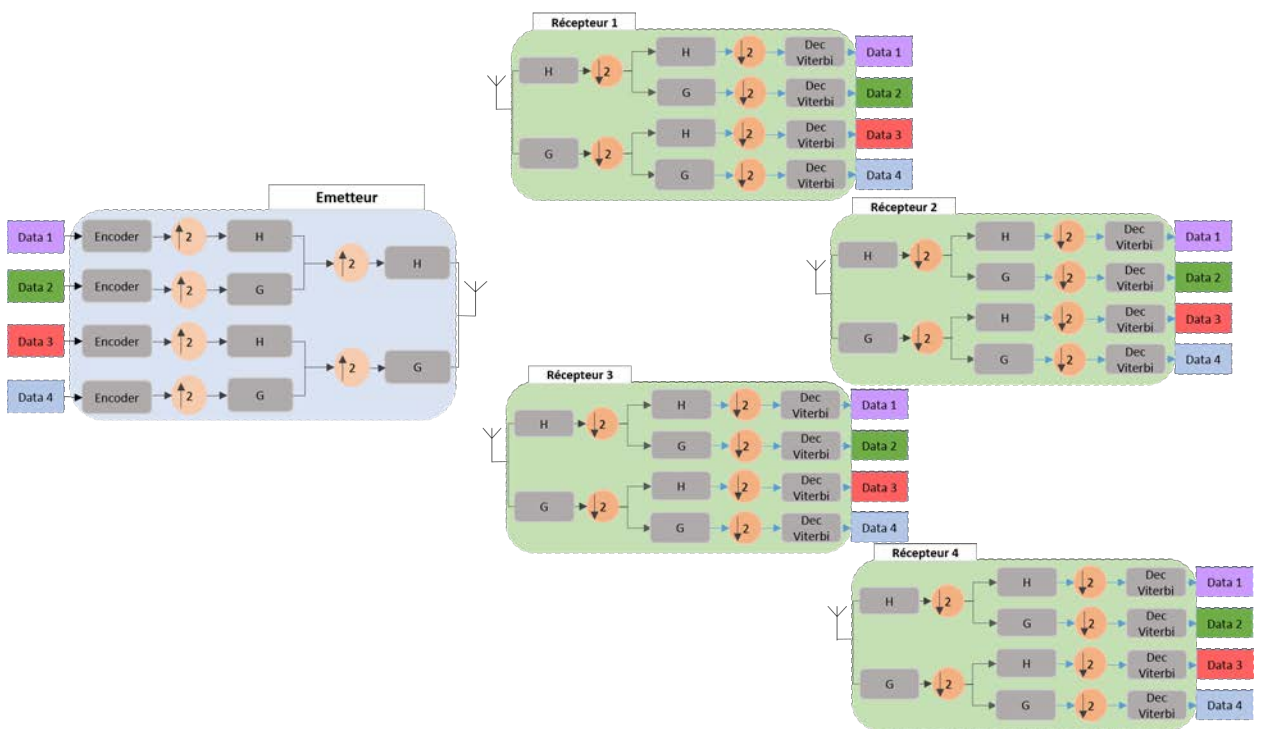 Récepteur 1
H
2
H
2
Dec
Viterbi
Data 1
G
2
Dec
Viterbi
Data 2
G
2
H
2
Dec
Viterbi
Data 3
G
2
Dec
Viterbi
Data 4
Emetteur
Data 1
Encoder
2
H
2
H
Data 2
Encoder
2
G
Data 3
Encoder
2
H
2
G
Data 4
Encoder
2
G
Récepteur 2
H
2
H
2
Dec
Viterbi
Data 1
G
2
Dec
Viterbi
Data 2
G
2
H
2
Dec
Viterbi
Data 3
G
2
Dec
Viterbi
Data 4
Récepteur 3
H
2
H
2
Dec
Viterbi
Data 1
G
2
Dec
Viterbi
Data 2
G
2
H
2
Dec
Viterbi
Data 3
G
2
Dec
Viterbi
Data 4
Récepteur 4
H
2
H
2
Dec
Viterbi
Data 1
G
2
Dec
Viterbi
Data 2
G
2
H
2
Dec
Viterbi
Data 3
G
2
Dec
Viterbi
Data 4